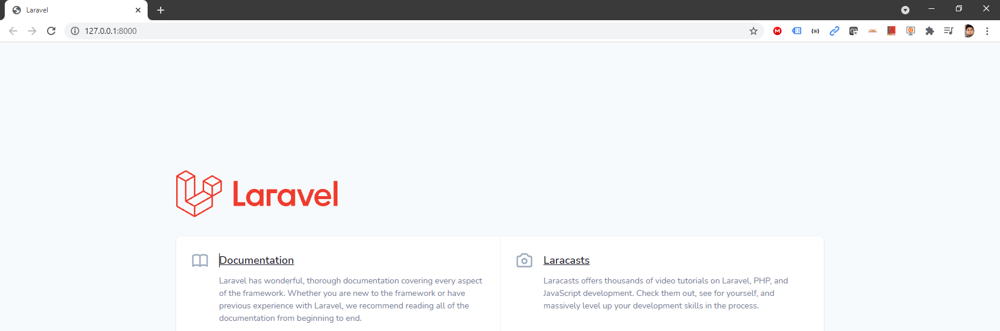 Laravel
127.0.0.1:8000
Laravel
Documentation
Laravel has wonderful, thorough documentation covering every aspect
of the framework. Whether you are new to the framework or have
previous experience with Laravel, we recommend reading all of the
documentation from beginning to end.
Laracasts
Laracasts offers thousands of video tutorials on Laravel, PHP, and
JavaScript development. Check them out, see for yourself, and
massively level up your development skills in the process.